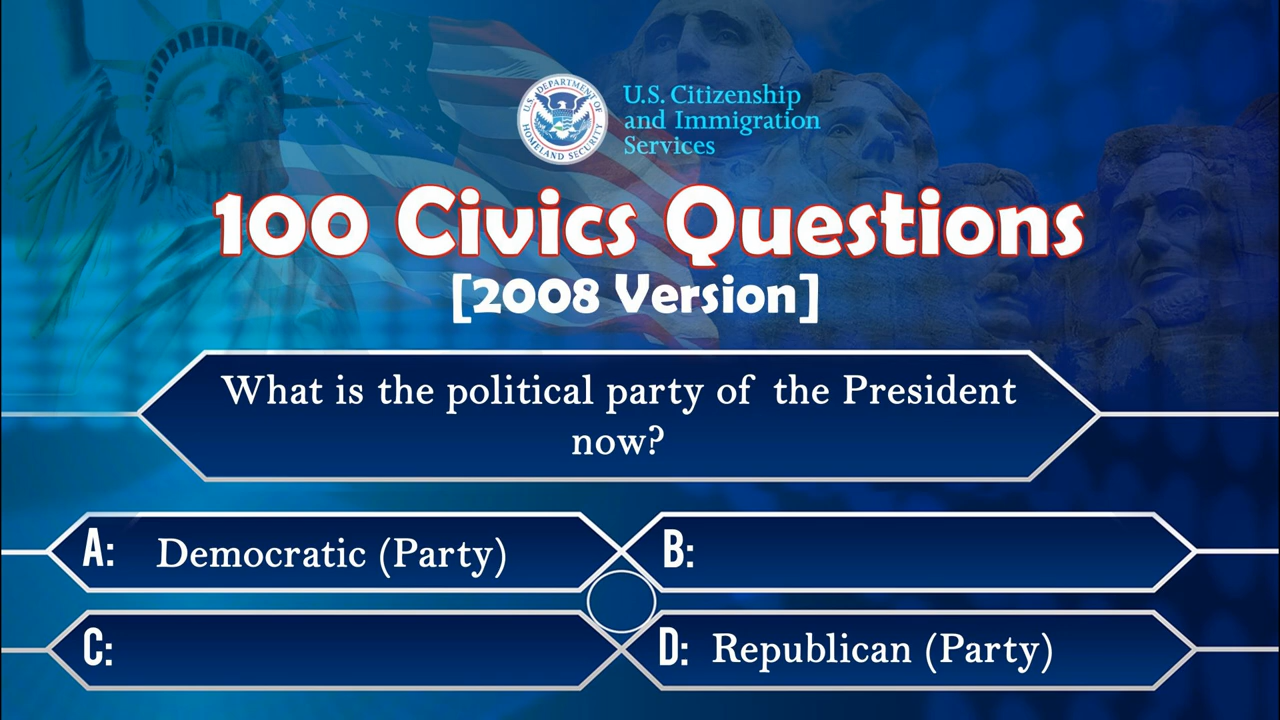 U.S. DEPARTMENT OF
HOMELAND SECURITY
U.S. Citizenship
and Immigration
Services
100 Civics Questions
[2008 Version]
What is the political party of the President
now?
A: Democratic (Party)
B:
C:
D: Republican (Party)